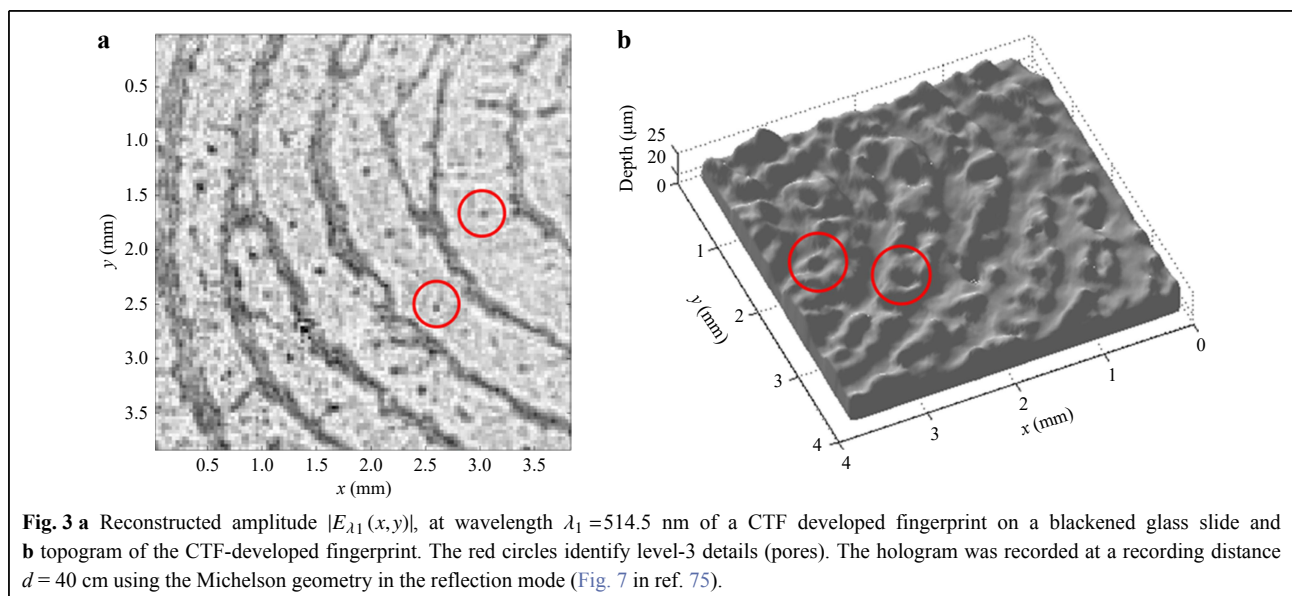 a
b
0.5
1.0
1.5
2.0
2.5
3.0
3.5
y (mm)
0.5 1.0 1.5 2.0 2.5 3.0 3.5
x (mm)
Depth (μm)
25
20
0
1
2
3
4
y (mm)
4
3
2
1
0
x (mm)
Fig. 3 a Reconstructed amplitude |E_λ1(x,y)|, at wavelength λ₁ =514.5 nm of a CTF developed fingerprint on a blackened glass slide and
b topogram of the CTF-developed fingerprint. The red circles identify level-3 details (pores). The hologram was recorded at a recording distance
d = 40 cm using the Michelson geometry in the reflection mode (Fig. 7 in ref. 75).